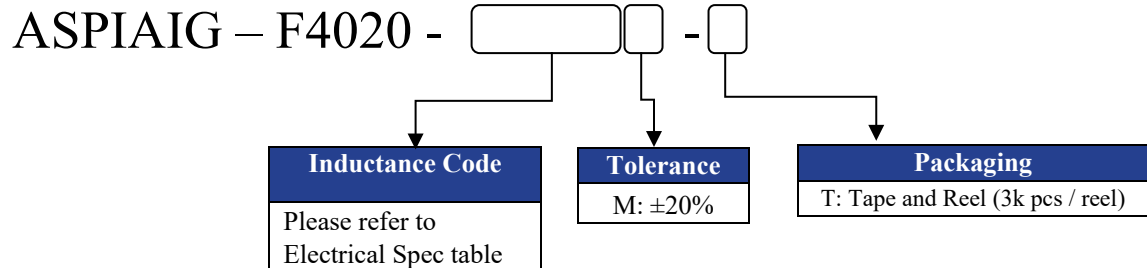 ASPIAIG – F4020 - -
Inductance Code
Please refer to
Electrical Spec table
Tolerance
M: ±20%
Packaging
T: Tape and Reel (3k pcs / reel)